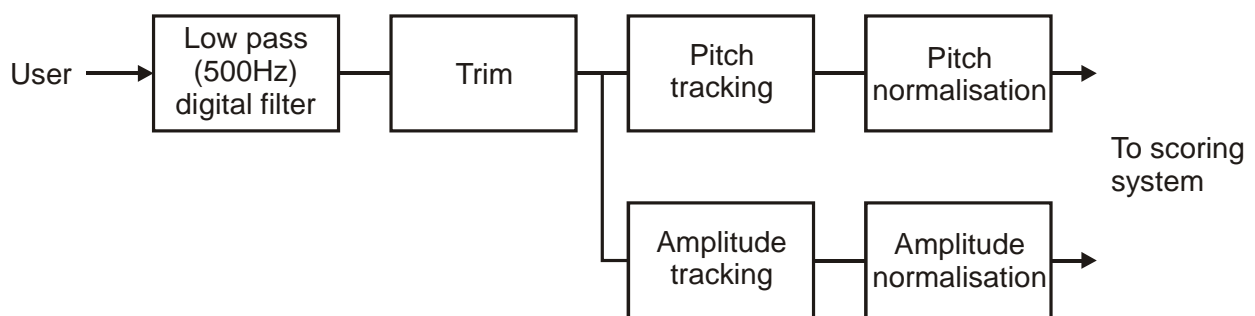 User
Low pass
(500Hz)
digital filter
Trim
Pitch
tracking
Pitch
normalisation
To scoring
system
Amplitude
tracking
Amplitude
normalisation